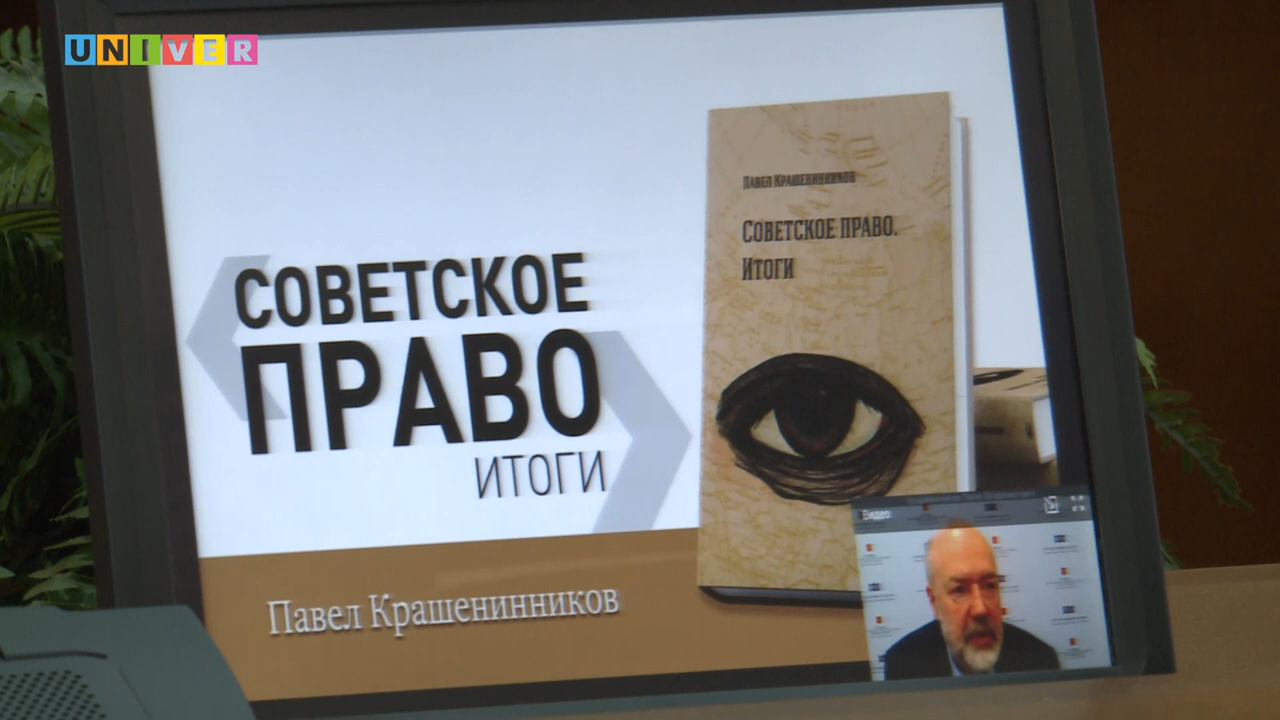 UNIVER
СОВЕТСКОЕ
ПРАВО
ИТОГИ
Павел Крашенинников
Павел Крашенинников
Советское право.
Итоги
Видео